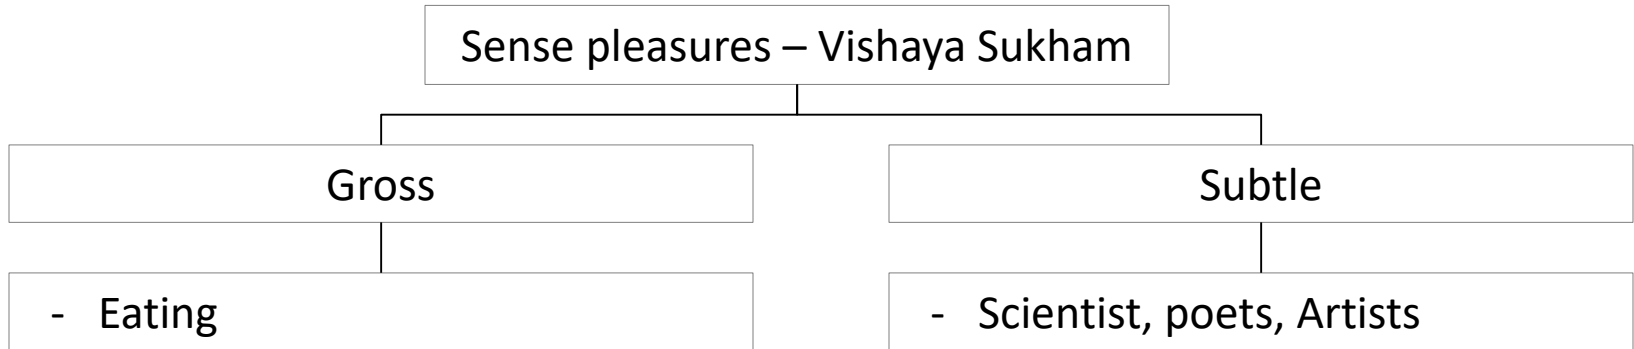 Sense pleasures – Vishaya Sukham
Gross
Subtle
- Eating
- Scientist, poets, Artists